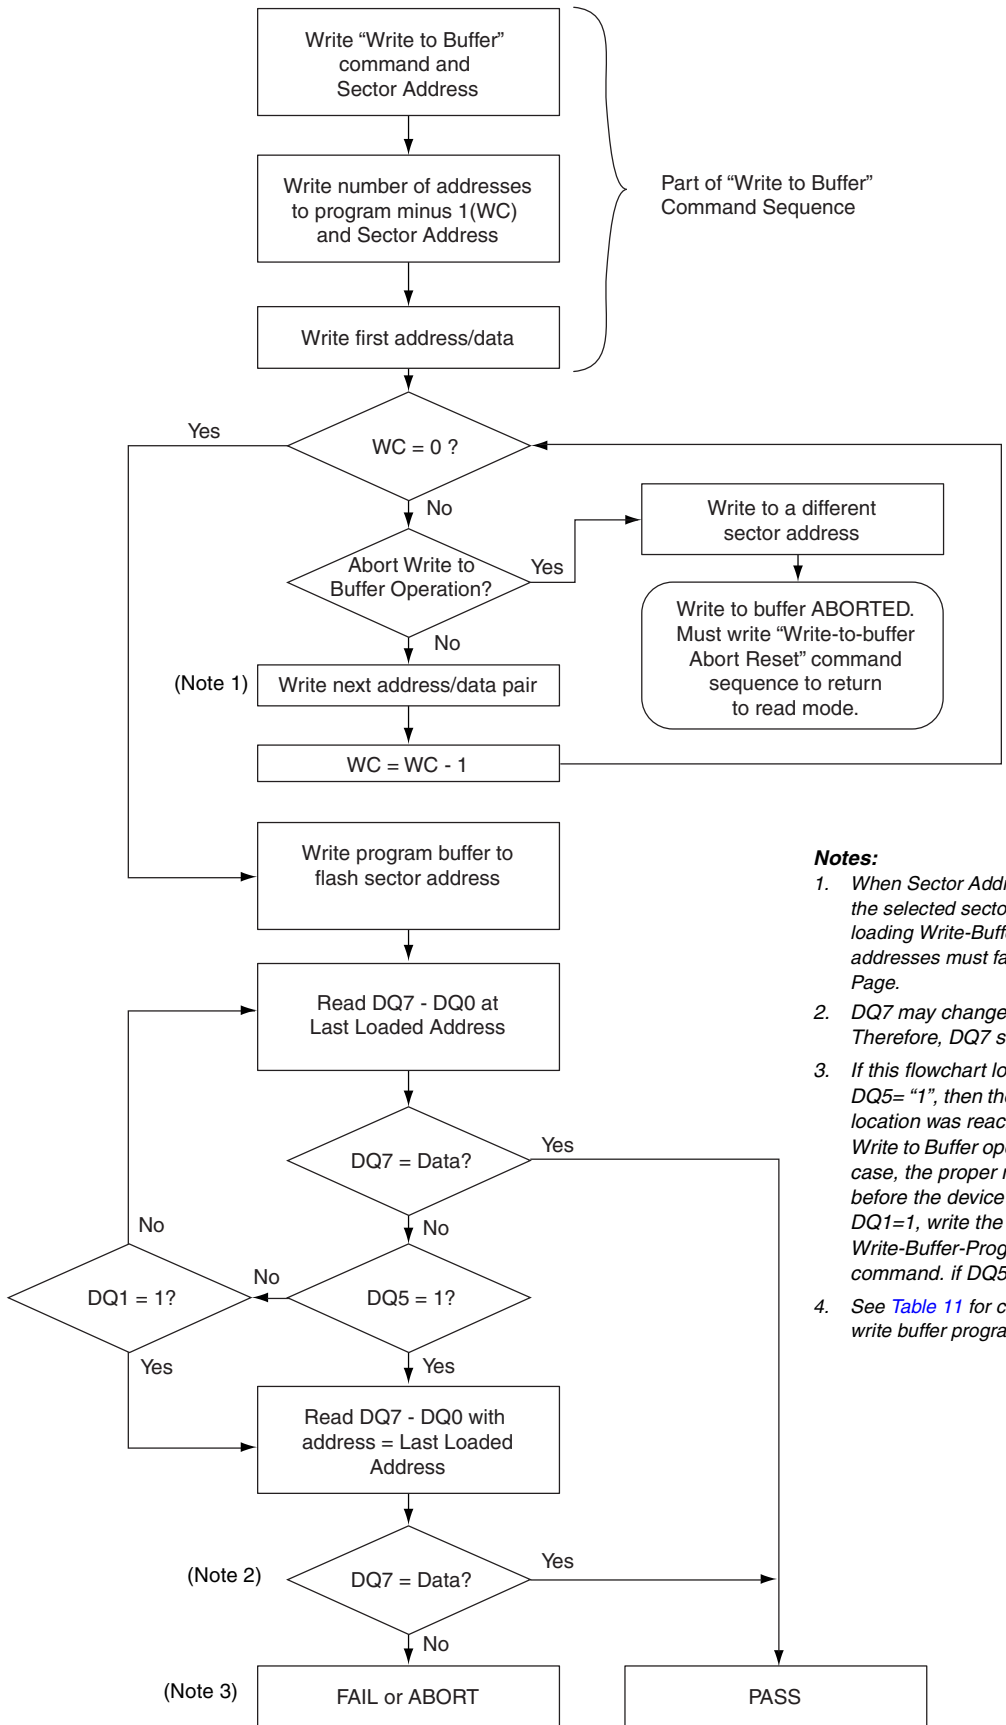 Write “Write to Buffer”
command and
Sector Address
Write number of addresses
to program minus 1(WC)
and Sector Address
Part of “Write to Buffer”
Command Sequence
Write first address/data
Yes
WC = 0 ?
No
Write to a different
sector address
Abort Write to
Buffer Operation?
Yes
No
Write to buffer ABORTED.
Must write “Write-to-buffer
Abort Reset” command
sequence to return
to read mode.
(Note 1)
Write next address/data pair
WC = WC - 1
Write program buffer to
flash sector address
Notes:
1. When Sector Addr
the selected secto
loading Write-Buff
addresses must fa
Page.
2. DQ7 may change
Therefore, DQ7 s
3. If this flowchart lo
DQ5= “1”, then the
location was reac
Write to Buffer op
case, the proper r
before the device
DQ1=1, write the
Write-Buffer-Prog
command. if DQ5
4. See Table 11 for c
write buffer progra
Read DQ7 - DQ0 at
Last Loaded Address
DQ7 = Data?
Yes
No
No
DQ1 = 1?
No
DQ5 = 1?
Yes
Yes
Read DQ7 - DQ0 with
address = Last Loaded
Address
(Note 2)
DQ7 = Data?
Yes
No
(Note 3)
FAIL or ABORT
PASS